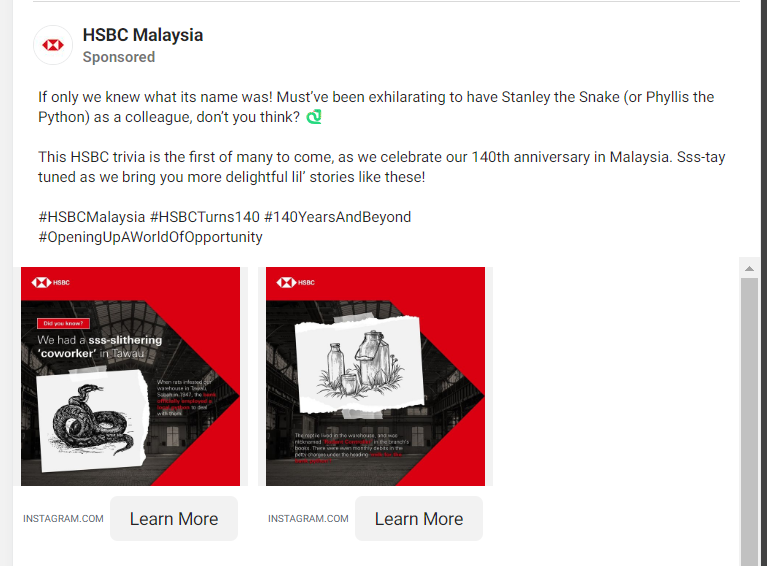 HSBC Malaysia
Sponsored
If only we knew what its name was! Must've been exhilarating to have Stanley the Snake (or Phyllis the
Python) as a colleague, don't you think?
This HSBC trivia is the first of many to come, as we celebrate our 140th anniversary in Malaysia. Sss-tay
tuned as we bring you more delightful lil' stories like these!
#HSBCMalaysia #HSBCTurns140 #140YearsAndBeyond
#OpeningUpAWorldOfOpportunity
HSBC
Did you know?
We had a sss-slithering
'coworker' in Tawau
When rats infested our
warehouse in Tawau,
Sabah in 1947, the bank
to deal
with them.
INSTAGRAM.COM
Learn More
HSBC
The reptile lived in the warehouse, and was
nicknamed in the branch's
books. There were even monthly debits in the
petty charges under the heading
INSTAGRAM.COM
Learn More